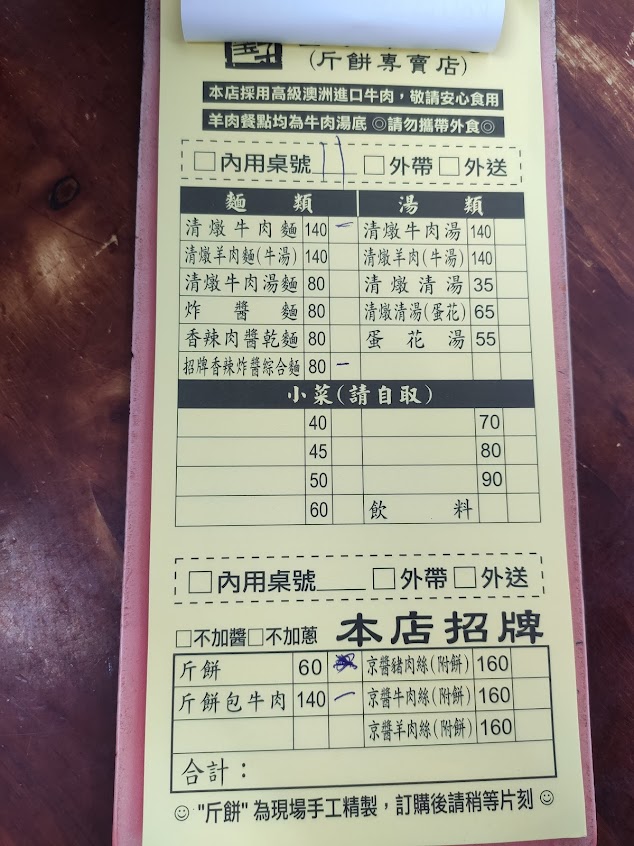 (斤餅專賣店)
本店採用高級澳洲進口牛肉，敬請安心食用
羊肉餐點均為牛肉湯底 ◎請勿攜帶外食◎
□內用桌號 11 □外帶 □外送
麵類 湯類
清燉牛肉麵 140 一 清燉牛肉湯 140
清燉羊肉麵(牛湯) 140 清燉羊肉(牛湯) 140
清燉牛肉湯麵 80 清燉清湯 35
炸醬麵 80 清燉清湯(蛋花) 65
香辣肉醬乾麵 80 蛋花湯 55
招牌香辣炸醬綜合麵 80 一
小菜(請自取)
40 70
45 80
50 90
60 飲料
□內用桌號 □外帶 □外送
□不加醬 □不加蔥 本店招牌
斤餅 60 京醬豬肉絲(附餅) 160
斤餅包牛肉 140 一 京醬牛肉絲(附餅) 160
京醬羊肉絲(附餅) 160
合計：
☺"斤餅" 為現場手工精製，訂購後請稍等片刻☺